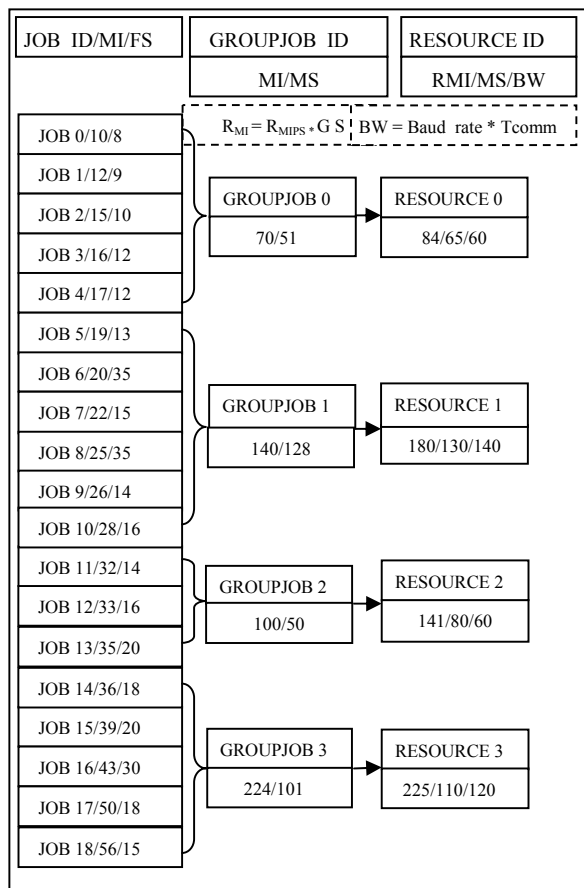 JOB ID/MI/FS
GROUPJOB ID
RESOURCE ID
MI/MS
RMI/MS/BW
R_MI = R_MIPS * G S
BW = Baud rate * Tcomm
JOB 0/10/8
JOB 1/12/9
JOB 2/15/10
JOB 3/16/12
JOB 4/17/12
GROUPJOB 0
70/51
RESOURCE 0
84/65/60
JOB 5/19/13
JOB 6/20/35
JOB 7/22/15
JOB 8/25/35
JOB 9/26/14
JOB 10/28/16
GROUPJOB 1
140/128
RESOURCE 1
180/130/140
JOB 11/32/14
JOB 12/33/16
JOB 13/35/20
GROUPJOB 2
100/50
RESOURCE 2
141/80/60
JOB 14/36/18
JOB 15/39/20
JOB 16/43/30
JOB 17/50/18
JOB 18/56/15
GROUPJOB 3
224/101
RESOURCE 3
225/110/120